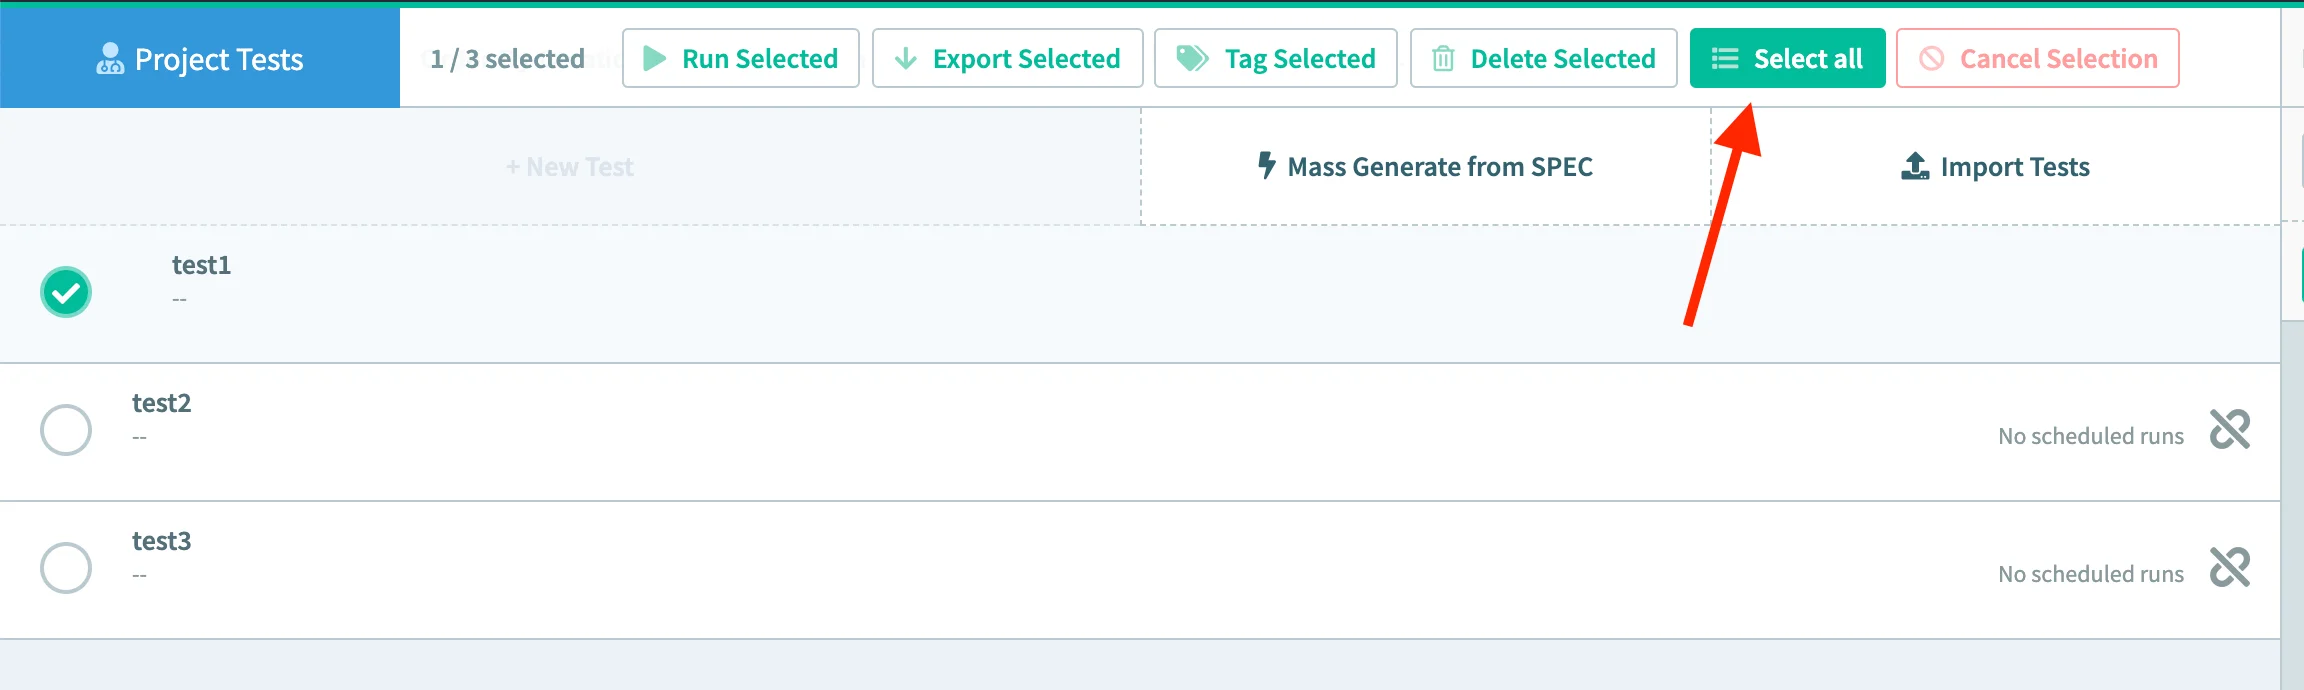 Project Tests
1 / 3 selected
Run Selected
Export Selected
Tag Selected
Delete Selected
Select all
Cancel Selection
+ New Test
Mass Generate from SPEC
Import Tests
test1
--
test2
--
No scheduled runs
test3
--
No scheduled runs